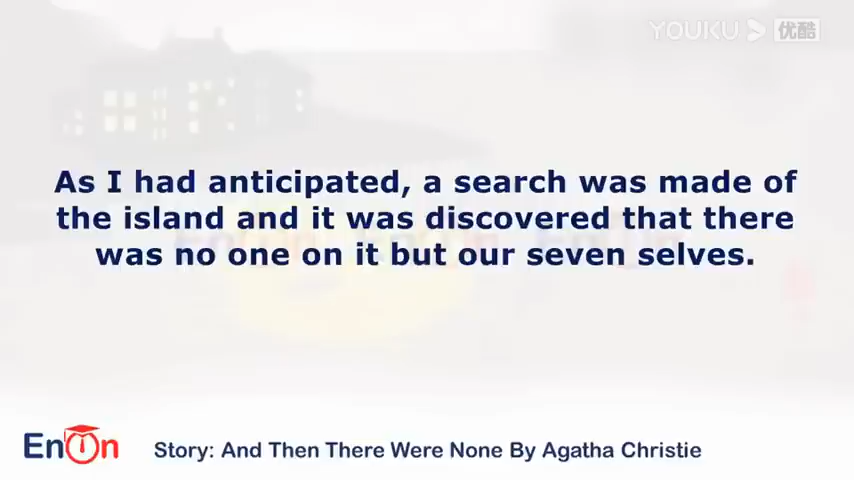 YOUKU 优酷
As I had anticipated, a search was made of
the island and it was discovered that there
was no one on it but our seven selves.
EnOn
Story: And Then There Were None By Agatha Christie